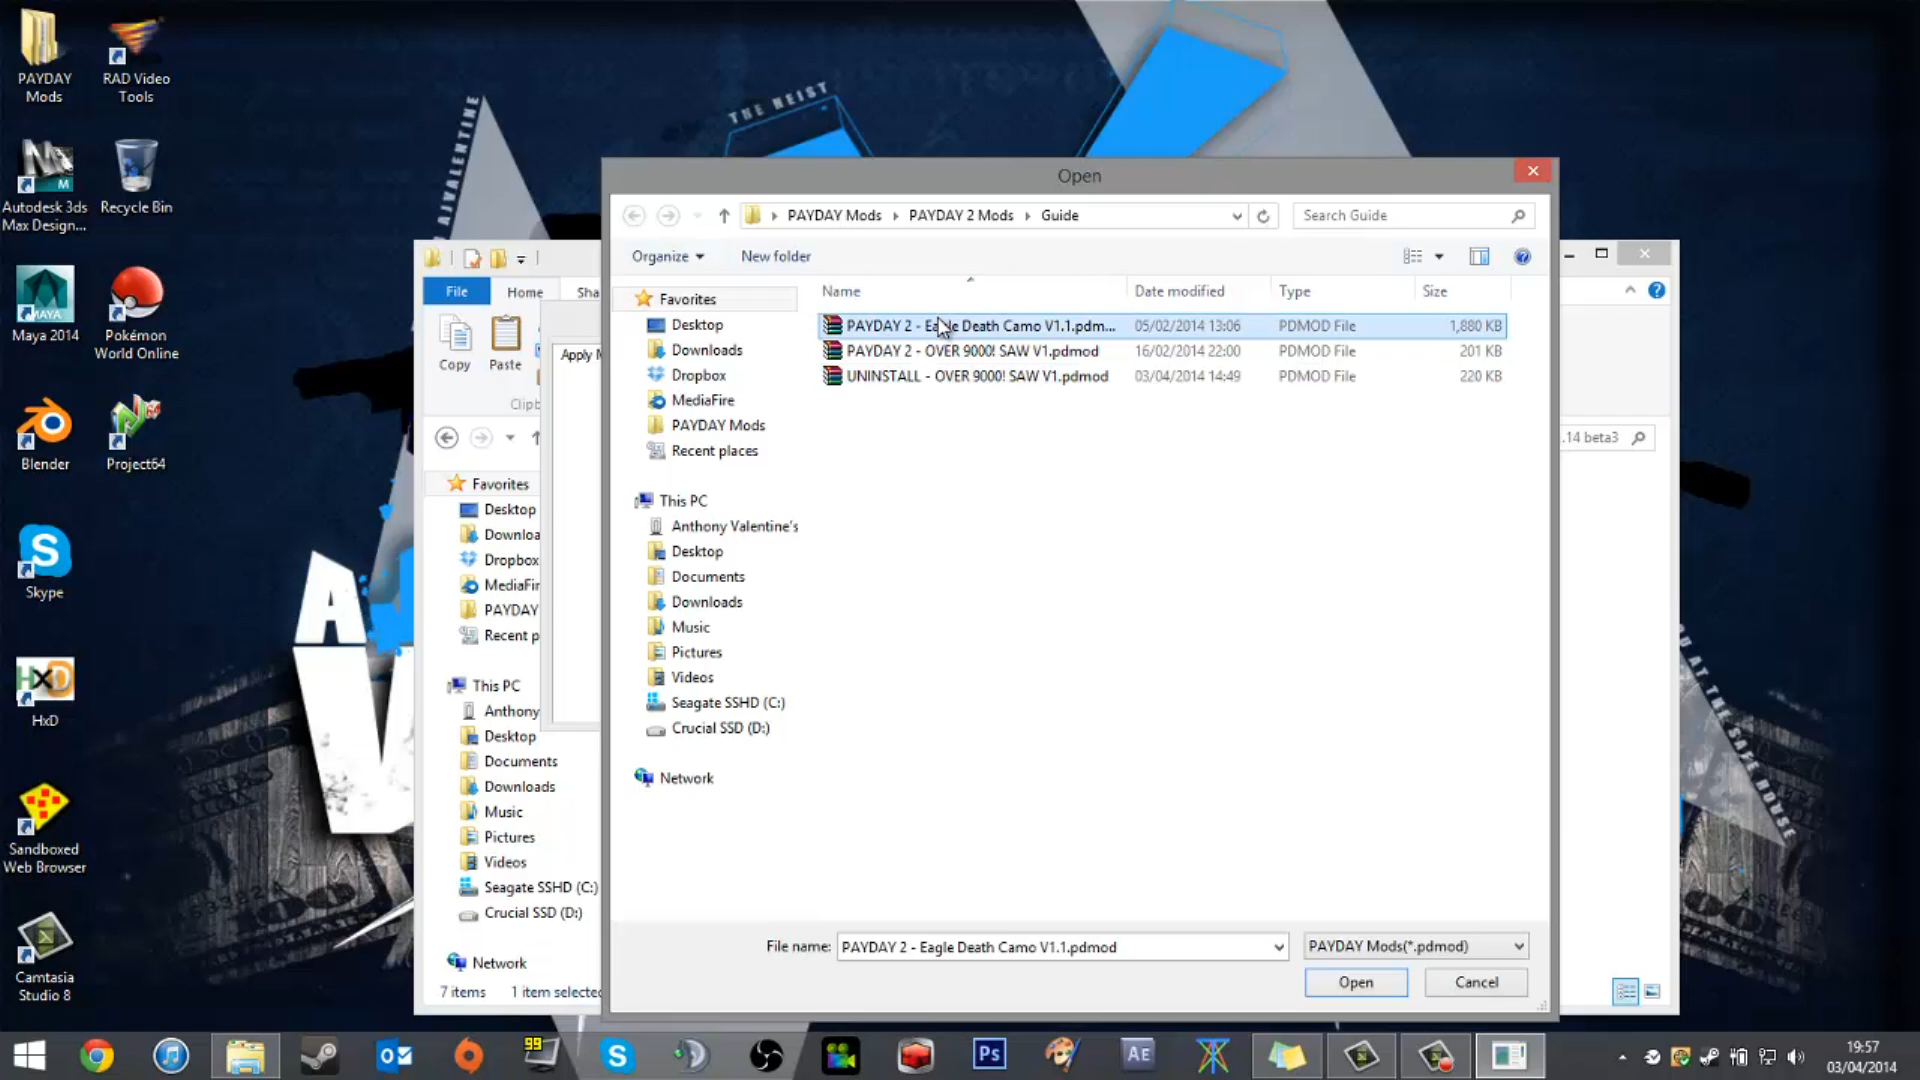 PAYDAY
Mods
RAD Video
Tools
Autodesk 3ds
Max Design...
Recycle Bin
Maya 2014
Pokémon
World Online
Blender
Project64
Skype
HxD
Sandboxed
Web Browser
Camtasia
Studio 8
THE HEIST
AJVALENTINE
Open
PAYDAY Mods
PAYDAY 2 Mods
Guide
Search Guide
Organize
New folder
Name
Date modified
Type
Size
PAYDAY 2 - Eagle Death Camo V1.1.pdm...
05/02/2014 13:06
PDMOD File
1,880 KB
PAYDAY 2 - OVER 9000! SAW V1.pdmod
16/02/2014 22:00
PDMOD File
201 KB
UNINSTALL - OVER 9000! SAW V1.pdmod
03/04/2014 14:49
PDMOD File
220 KB
Favorites
Desktop
Downloads
Dropbox
MediaFire
PAYDAY Mods
Recent places
This PC
Anthony Valentine's
Desktop
Documents
Downloads
Music
Pictures
Videos
Seagate SSHD (C:)
Crucial SSD (D:)
Network
File name:
PAYDAY 2 - Eagle Death Camo V1.1.pdmod
PAYDAY Mods(*.pdmod)
Open
Cancel
File
Home
Sha
Copy
Paste
Clipb
Apply M
.14 beta3
Favorites
Desktop
Downloa
Dropbox
MediaFir
PAYDAY
Recent p
This PC
Anthony
Desktop
Documents
Downloads
Music
Pictures
Videos
Seagate SSHD (C:)
Crucial SSD (D:)
Network
7 items
1 item selected
99
Ps
AE
19:57
03/04/2014